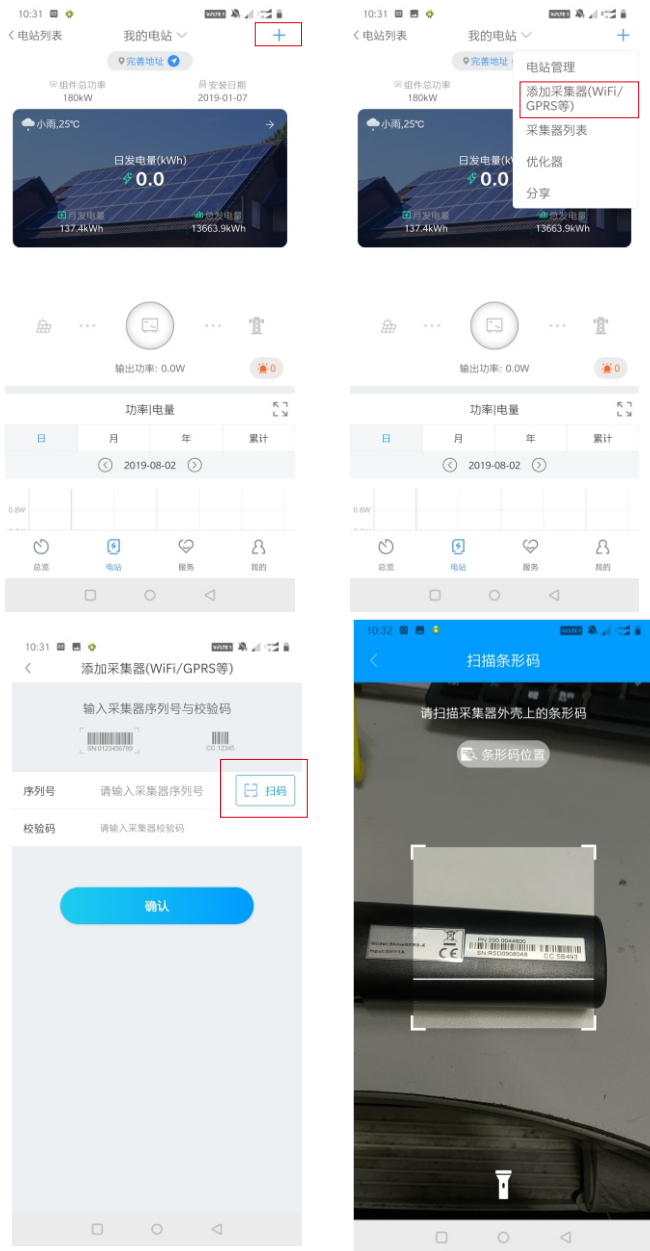 10:31
电站列表
我的电站
+
完善地址
组件总功率
180kW
安装日期
2019-01-07
小雨,25℃
日发电量(kWh)
0.0
月发电量
137.4kWh
总发电量
13663.9kWh
输出功率: 0.0W
0
功率|电量
日
月
年
累计
2019-08-02
0.8W
总览
电站
服务
我的
10:31
电站列表
我的电站
+
完善地址
组件总功率
180kW
电站管理
添加采集器(WiFi/
GPRS等)
采集器列表
优化器
分享
小雨,25℃
日发电量(kW
0.0
月发电量
137.4kWh
总发电量
13663.9kWh
输出功率: 0.0W
0
功率|电量
日
月
年
累计
2019-08-02
0.8W
总览
电站
服务
我的
10:31
添加采集器(WiFi/GPRS等)
输入采集器序列号与校验码
SN:0123456789
CC:12345
序列号
请输入采集器序列号
扫码
校验码
请输入采集器校验码
确认
10:32
扫描条形码
请扫描采集器外壳上的条形码
条形码位置
CE